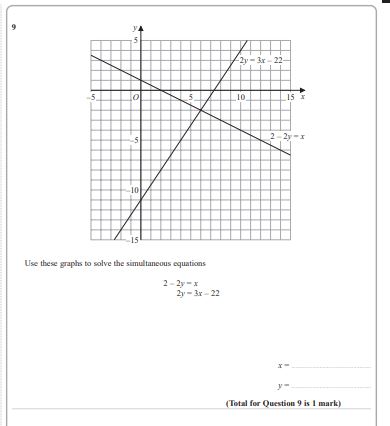 9
y
5
2y = 3x – 22
–5
O
5
10
15
x
2 – 2y = x
–5
–10
–15
Use these graphs to solve the simultaneous equations
2 – 2y = x
2y = 3x – 22
x =
y =
(Total for Question 9 is 1 mark)